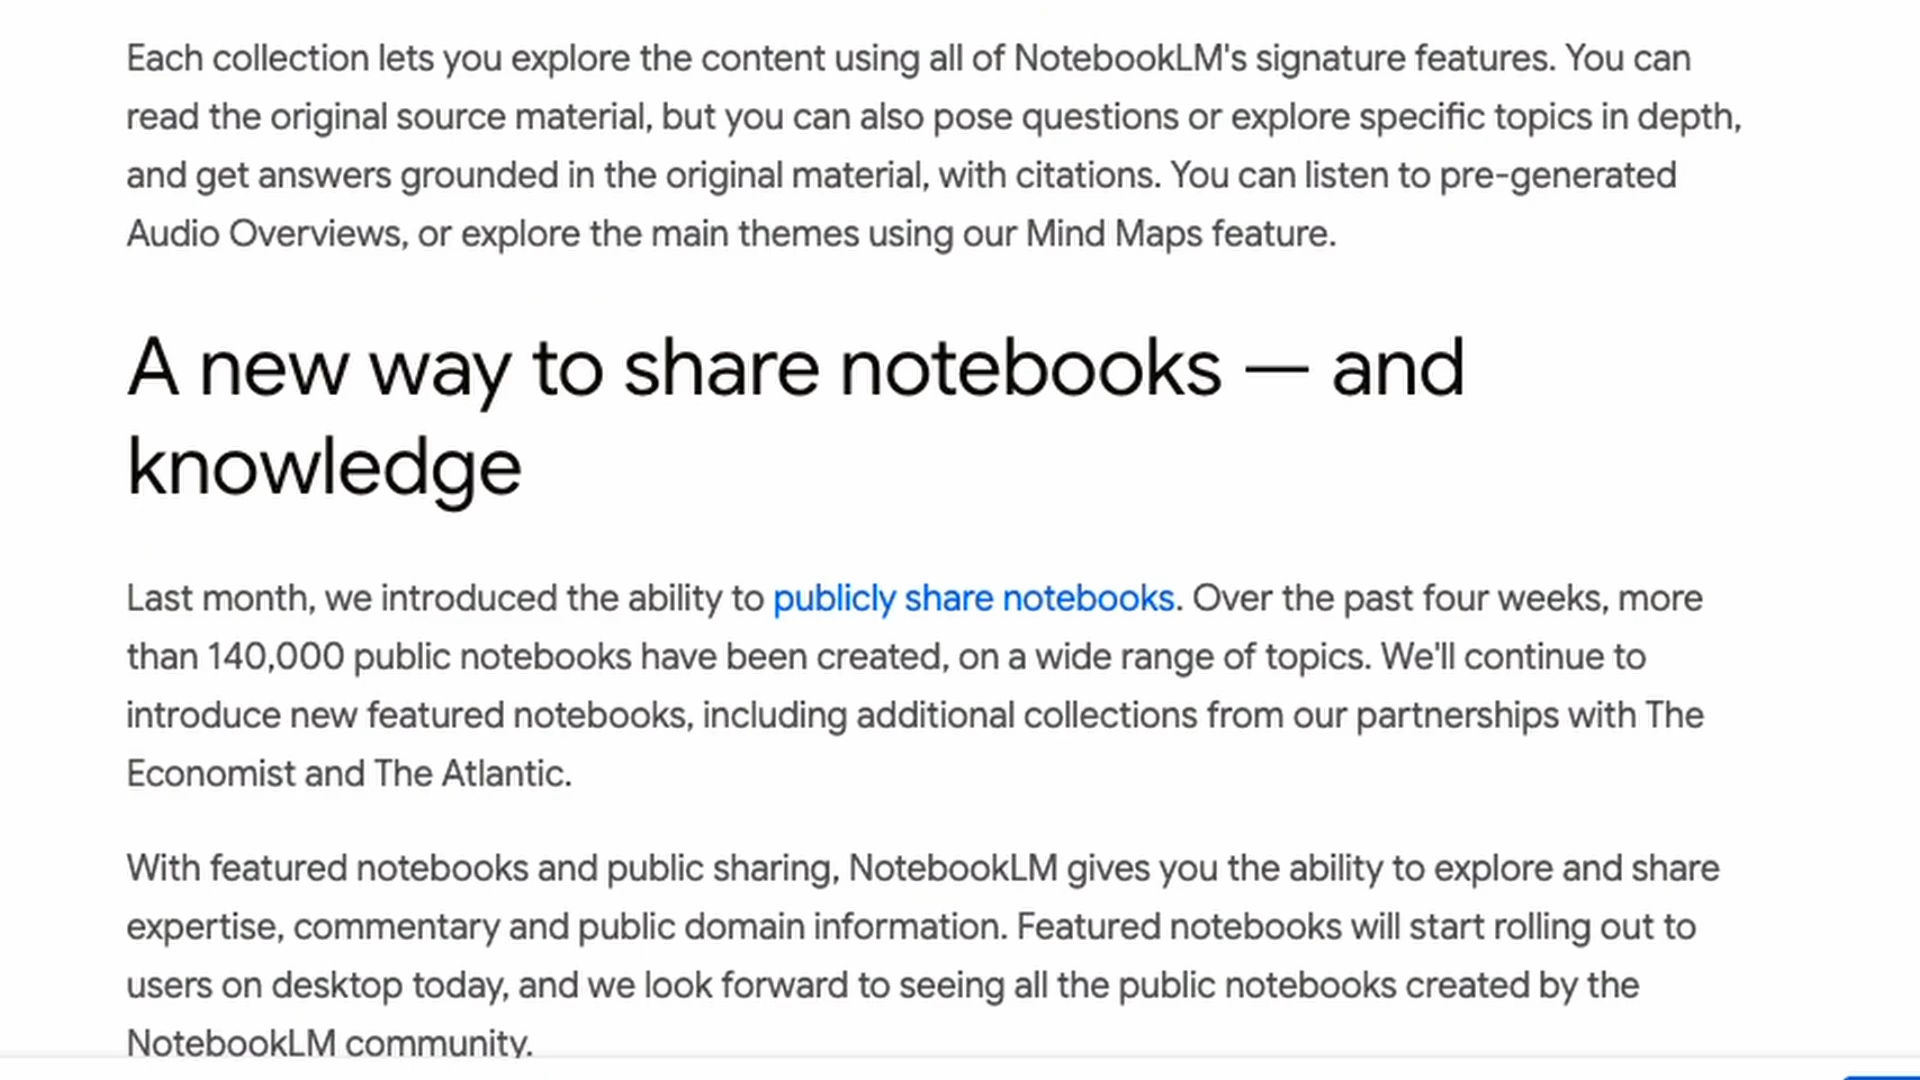 Each collection lets you explore the content using all of NotebookLM's signature features. You can
read the original source material, but you can also pose questions or explore specific topics in depth,
and get answers grounded in the original material, with citations. You can listen to pre-generated
Audio Overviews, or explore the main themes using our Mind Maps feature.
A new way to share notebooks — and
knowledge
Last month, we introduced the ability to publicly share notebooks. Over the past four weeks, more
than 140,000 public notebooks have been created, on a wide range of topics. We'll continue to
introduce new featured notebooks, including additional collections from our partnerships with The
Economist and The Atlantic.
With featured notebooks and public sharing, NotebookLM gives you the ability to explore and share
expertise, commentary and public domain information. Featured notebooks will start rolling out to
users on desktop today, and we look forward to seeing all the public notebooks created by the
NotebookLM community.